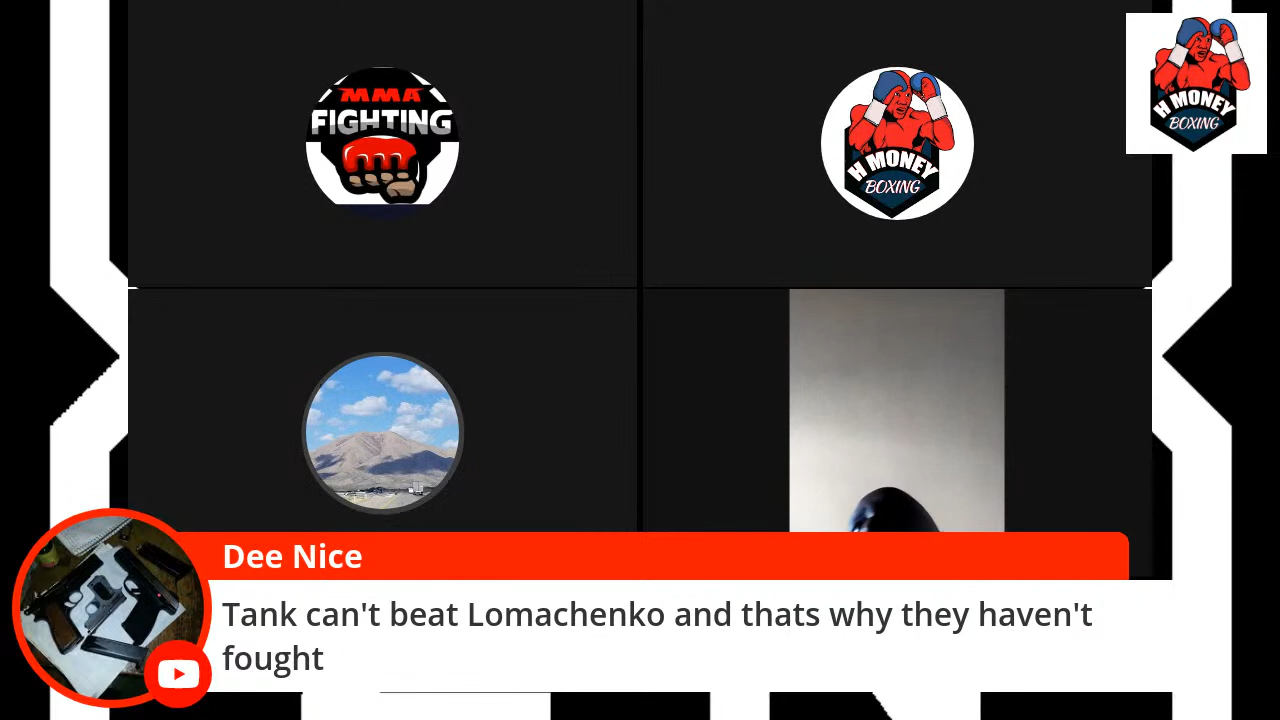 MMA
FIGHTING
H MONEY
BOXING
H MONEY
BOXING
Dee Nice
Tank can't beat Lomachenko and thats why they haven't
fought